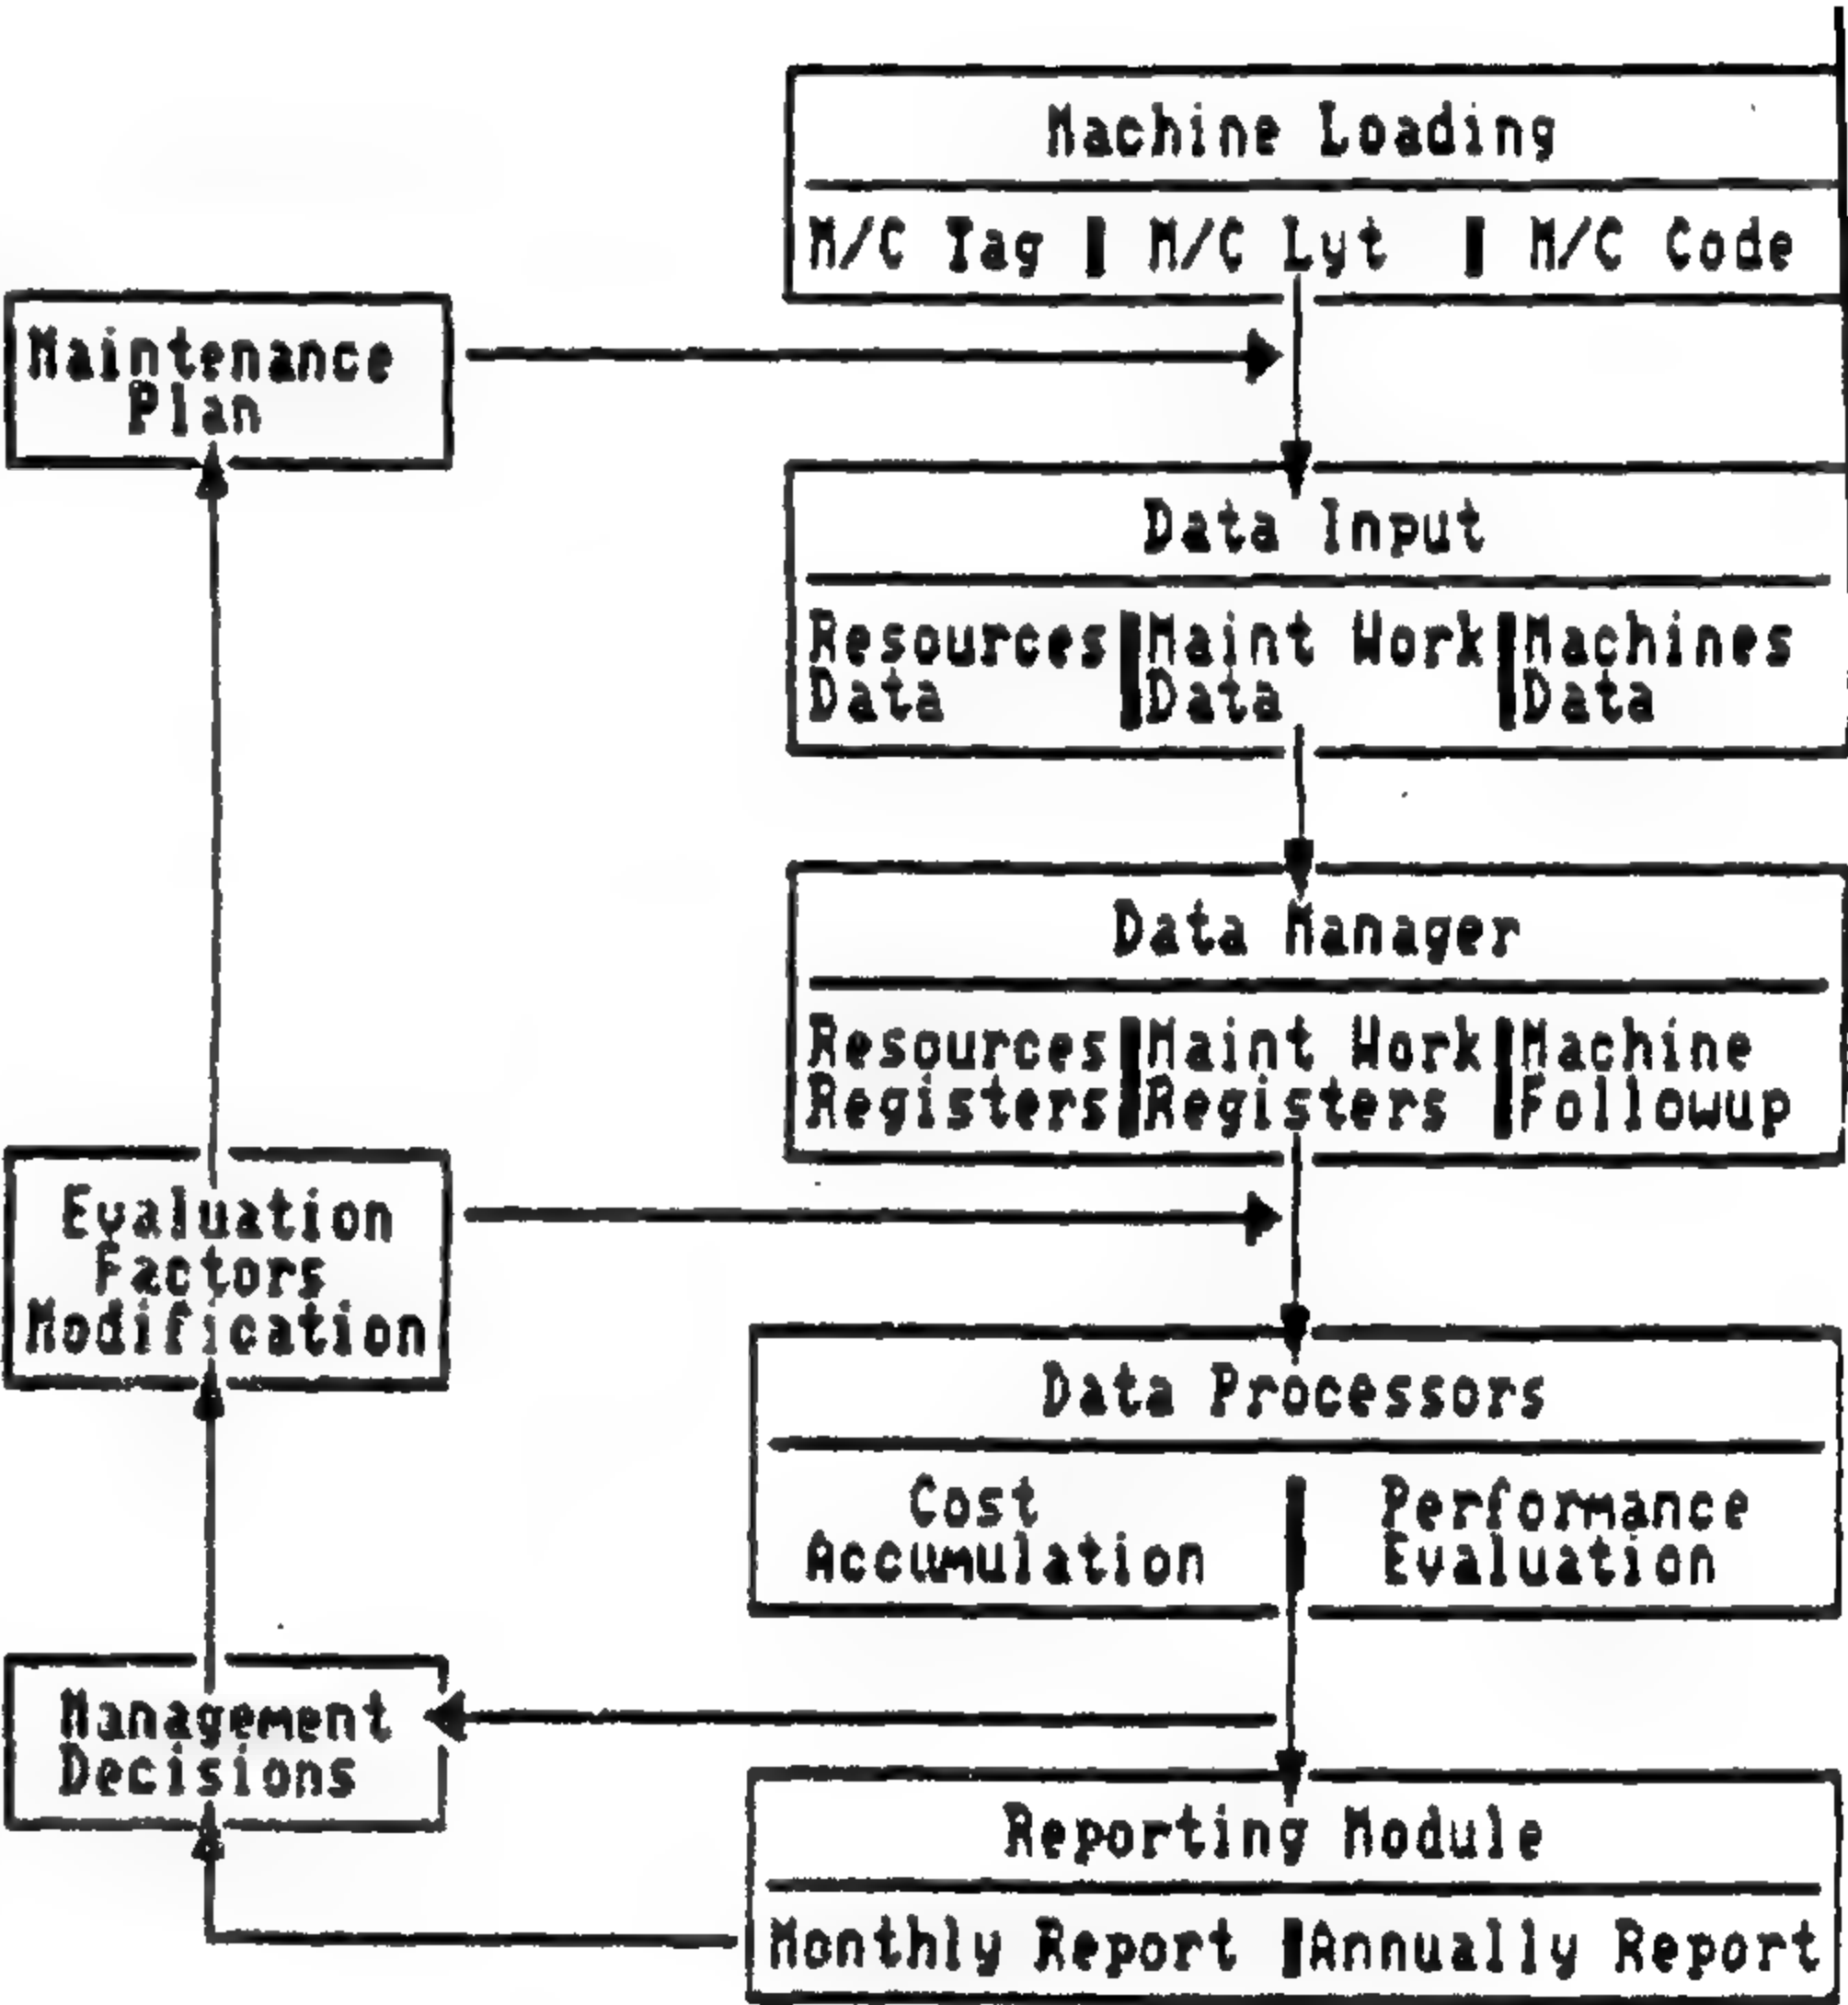 Machine Loading
M/C Tag | M/C Lyt | M/C Code
Maintenance
Plan
Data Input
Resources | Maint Work | Machines
Data | Data | Data
Data Manager
Resources | Maint Work | Machine
Registers | Registers | Followup
Evaluation
Factors
Modification
Data Processors
Cost | Performance
Accumulation | Evaluation
Management
Decisions
Reporting Module
Monthly Report | Annually Report